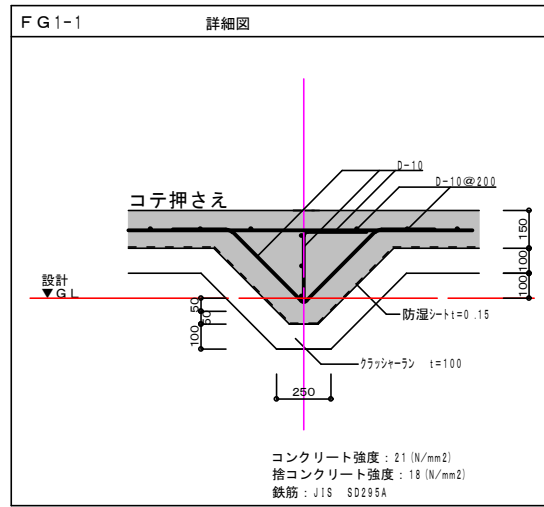 FG1-1 詳細図
D-10
D-10@200
コテ押さえ
150
100
100
設計
▼GL
50
50
100
防湿シートt=0.15
クラッシャーラン t=100
250
コンクリート強度：21(N/mm2)
捨コンクリート強度：18(N/mm2)
鉄筋：JIS SD295A